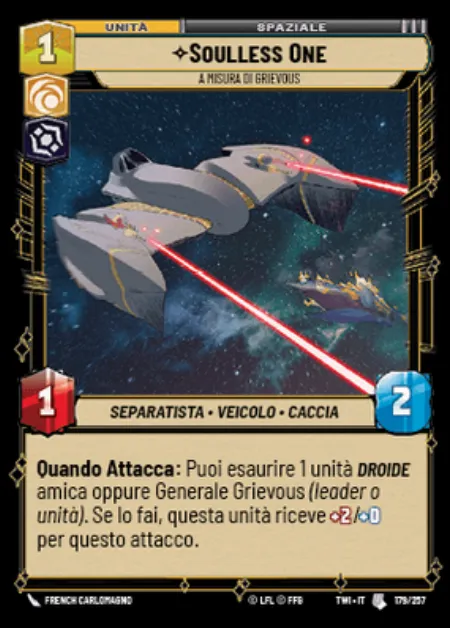 UNITÀ SPAZIALE
1
✧SOULLESS ONE
A MISURA DI GRIEVOUS
1
SEPARATISTA • VEICOLO • CACCIA
2
Quando Attacca: Puoi esaurire 1 unità DROIDE
amica oppure Generale Grievous (leader o
unità). Se lo fai, questa unità riceve +2/+0
per questo attacco.
FRENCH CARLOMAGNO
© LFL © FFG
TWI • IT
179/257